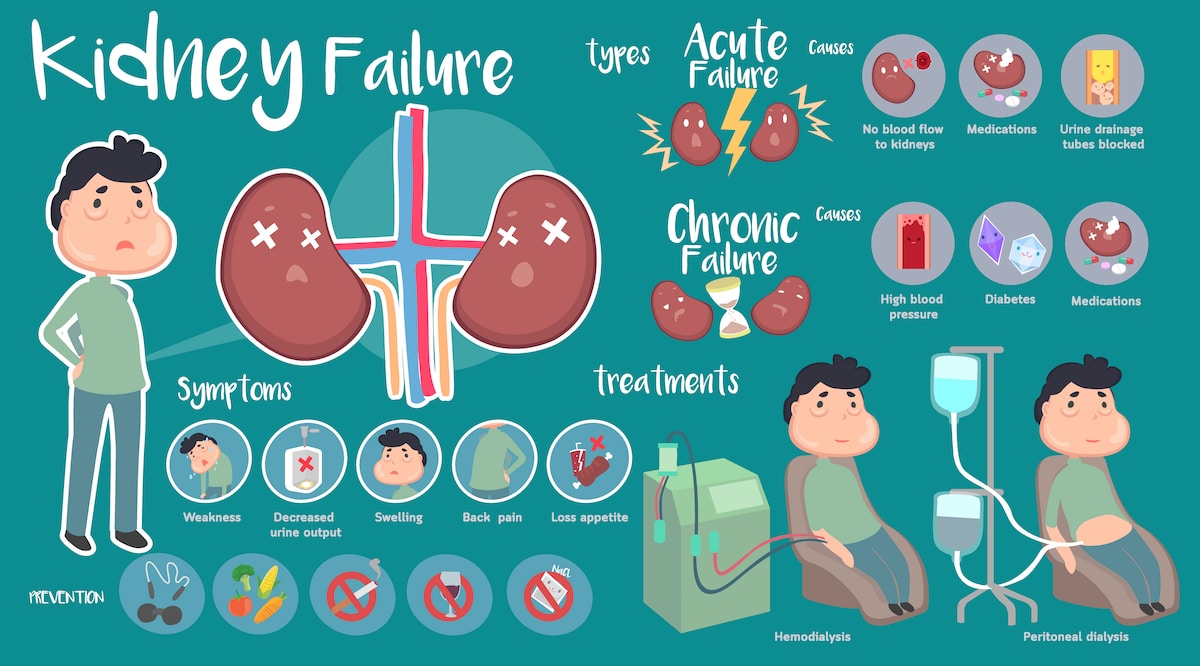 Kidney Failure
types
Acute
Failure
Causes
No blood flow
to kidneys
Medications
Urine drainage
tubes blocked
Chronic
Failure
Causes
High blood
pressure
Diabetes
Medications
Symptoms
Weakness
Decreased
urine output
Swelling
Back pain
Loss appetite
PREVENTION
NaCL
treatments
Hemodialysis
Peritoneal dialysis